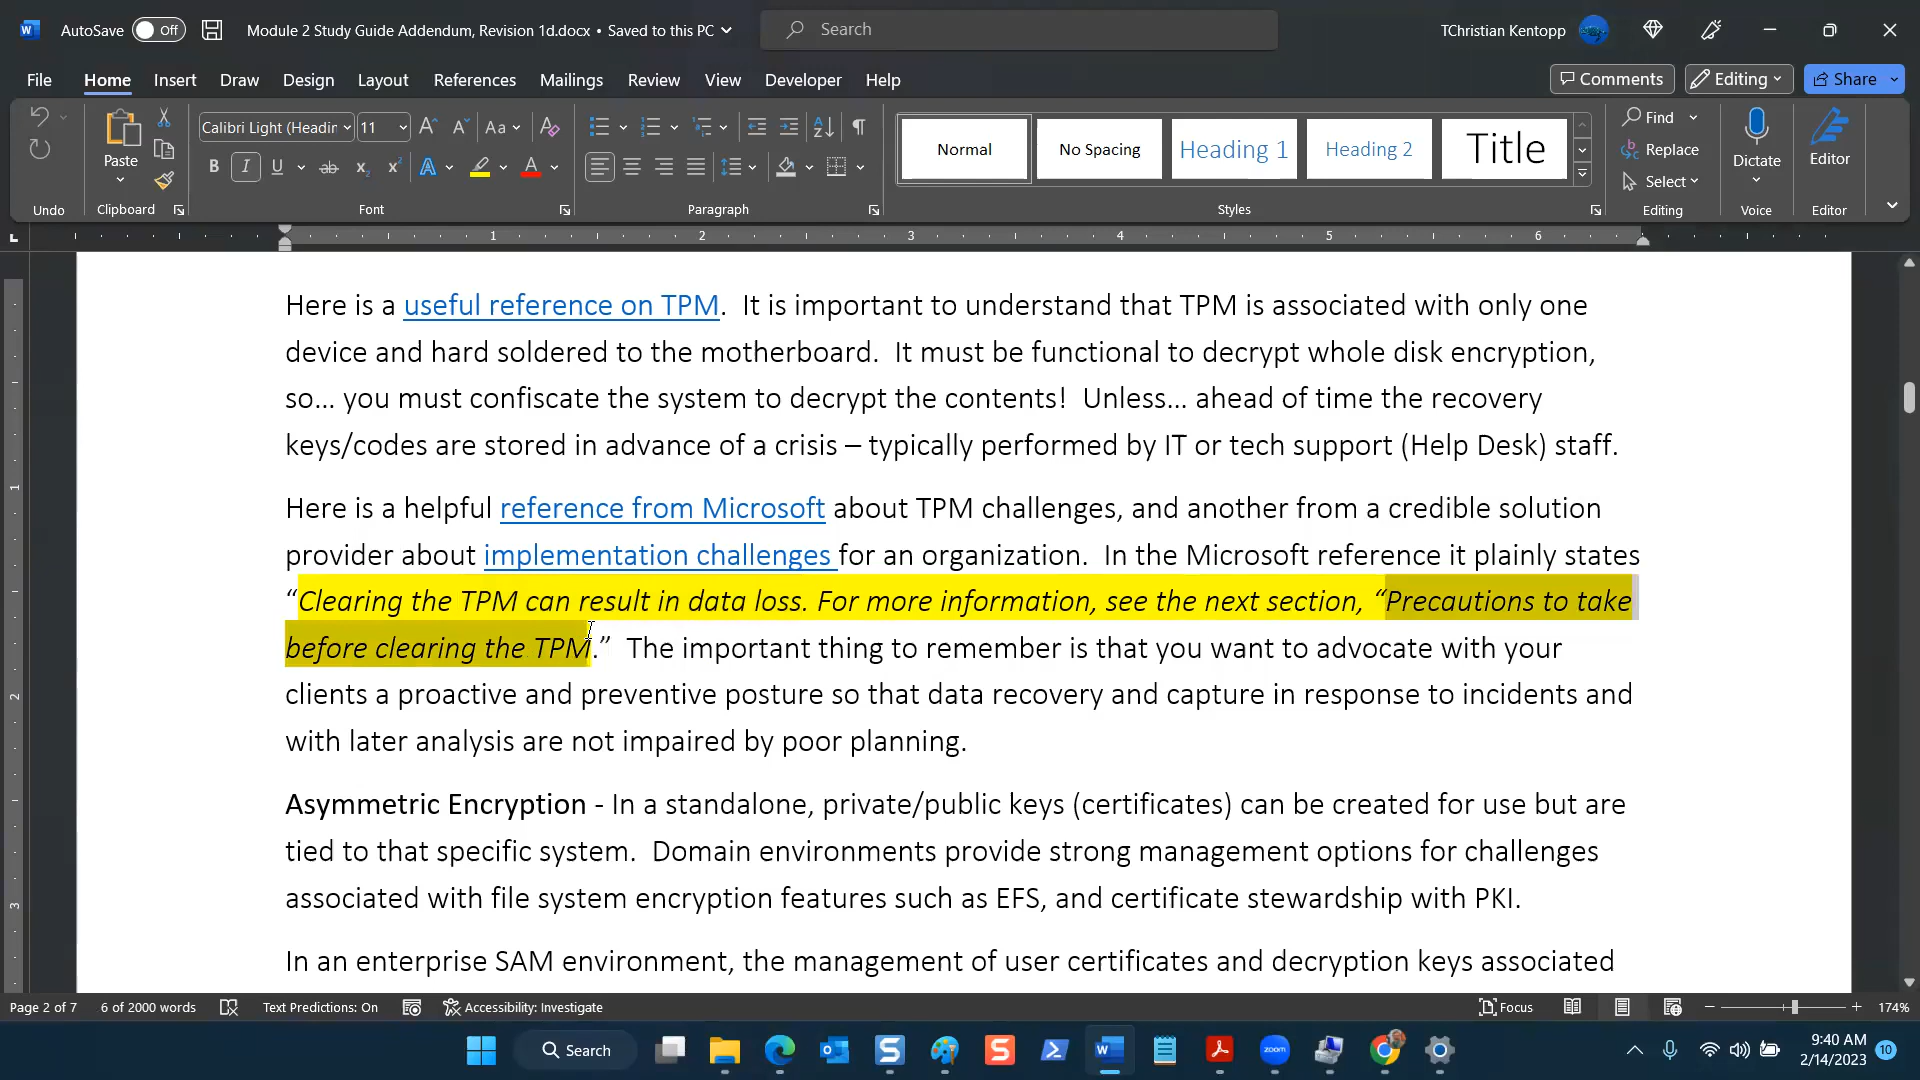 AutoSave Off Module 2 Study Guide Addendum, Revision 1d.docx • Saved to this PC Search TChristian Kentopp
File Home Insert Draw Design Layout References Mailings Review View Developer Help Comments Editing Share
Calibri Light (Headin 11 Aa
Paste
Normal No Spacing Heading 1 Heading 2 Title
Find
Replace
Select
Dictate
Editor
Undo Clipboard Font Paragraph Styles Editing Voice Editor
1 2 3 4 5 6
Here is a useful reference on TPM.  It is important to understand that TPM is associated with only one
device and hard soldered to the motherboard.  It must be functional to decrypt whole disk encryption,
so… you must confiscate the system to decrypt the contents!  Unless… ahead of time the recovery
keys/codes are stored in advance of a crisis – typically performed by IT or tech support (Help Desk) staff.
Here is a helpful reference from Microsoft about TPM challenges, and another from a credible solution
provider about implementation challenges for an organization.  In the Microsoft reference it plainly states
“Clearing the TPM can result in data loss. For more information, see the next section, “Precautions to take
before clearing the TPM.”  The important thing to remember is that you want to advocate with your
clients a proactive and preventive posture so that data recovery and capture in response to incidents and
with later analysis are not impaired by poor planning.
Asymmetric Encryption - In a standalone, private/public keys (certificates) can be created for use but are
tied to that specific system.  Domain environments provide strong management options for challenges
associated with file system encryption features such as EFS, and certificate stewardship with PKI.
In an enterprise SAM environment, the management of user certificates and decryption keys associated
1
2
3
Page 2 of 7 6 of 2000 words Text Predictions: On Accessibility: Investigate Focus 174%
Search zoom 9:40 AM
2/14/2023 10